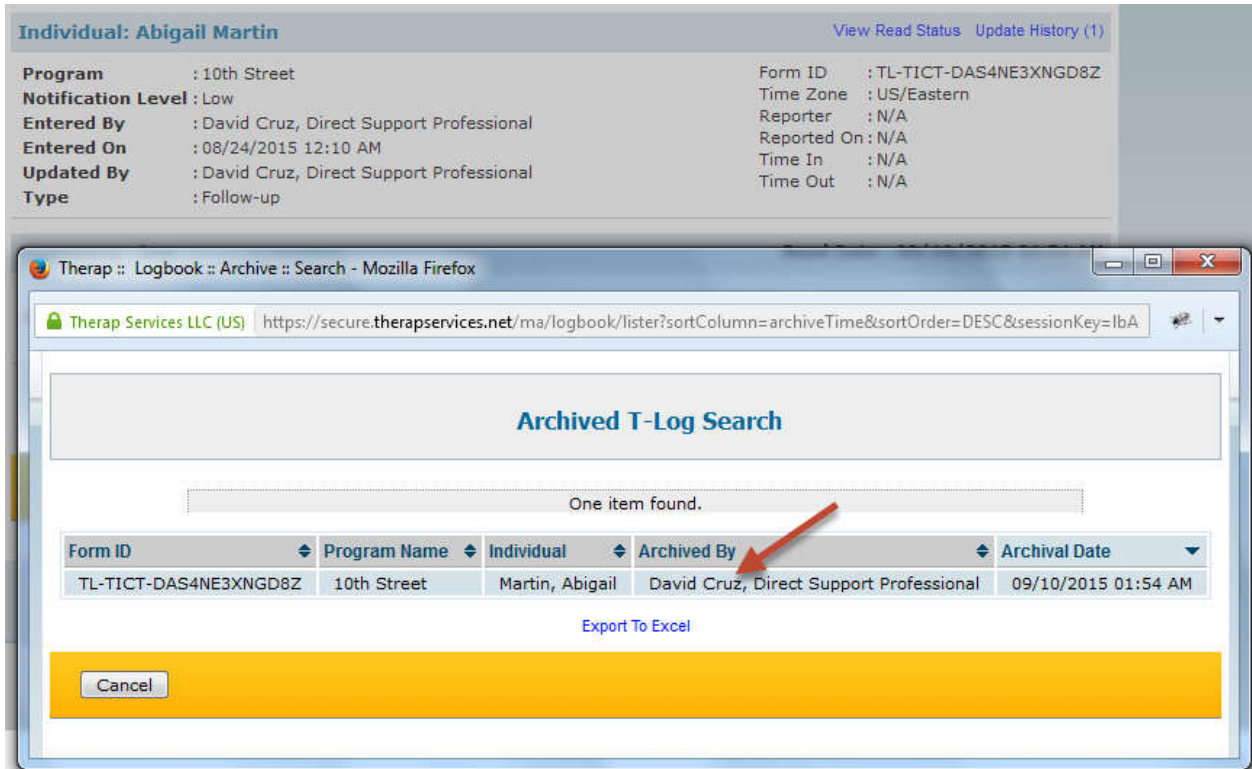 Individual: Abigail Martin View Read Status Update History (1)
Program : 10th Street Form ID : TL-TICT-DAS4NE3XNGD8Z
Notification Level : Low Time Zone : US/Eastern
Entered By : David Cruz, Direct Support Professional Reporter : N/A
Entered On : 08/24/2015 12:10 AM Reported On : N/A
Updated By : David Cruz, Direct Support Professional Time In : N/A
Type : Follow-up Time Out : N/A
Therap :: Logbook :: Archive :: Search - Mozilla Firefox
Therap Services LLC (US) https://secure.therapservices.net/ma/logbook/lister?sortColumn=archiveTime&sortOrder=DESC&sessionKey=IbA
Archived T-Log Search
One item found.
Form ID Program Name Individual Archived By Archival Date
TL-TICT-DAS4NE3XNGD8Z 10th Street Martin, Abigail David Cruz, Direct Support Professional 09/10/2015 01:54 AM
Export To Excel
Cancel